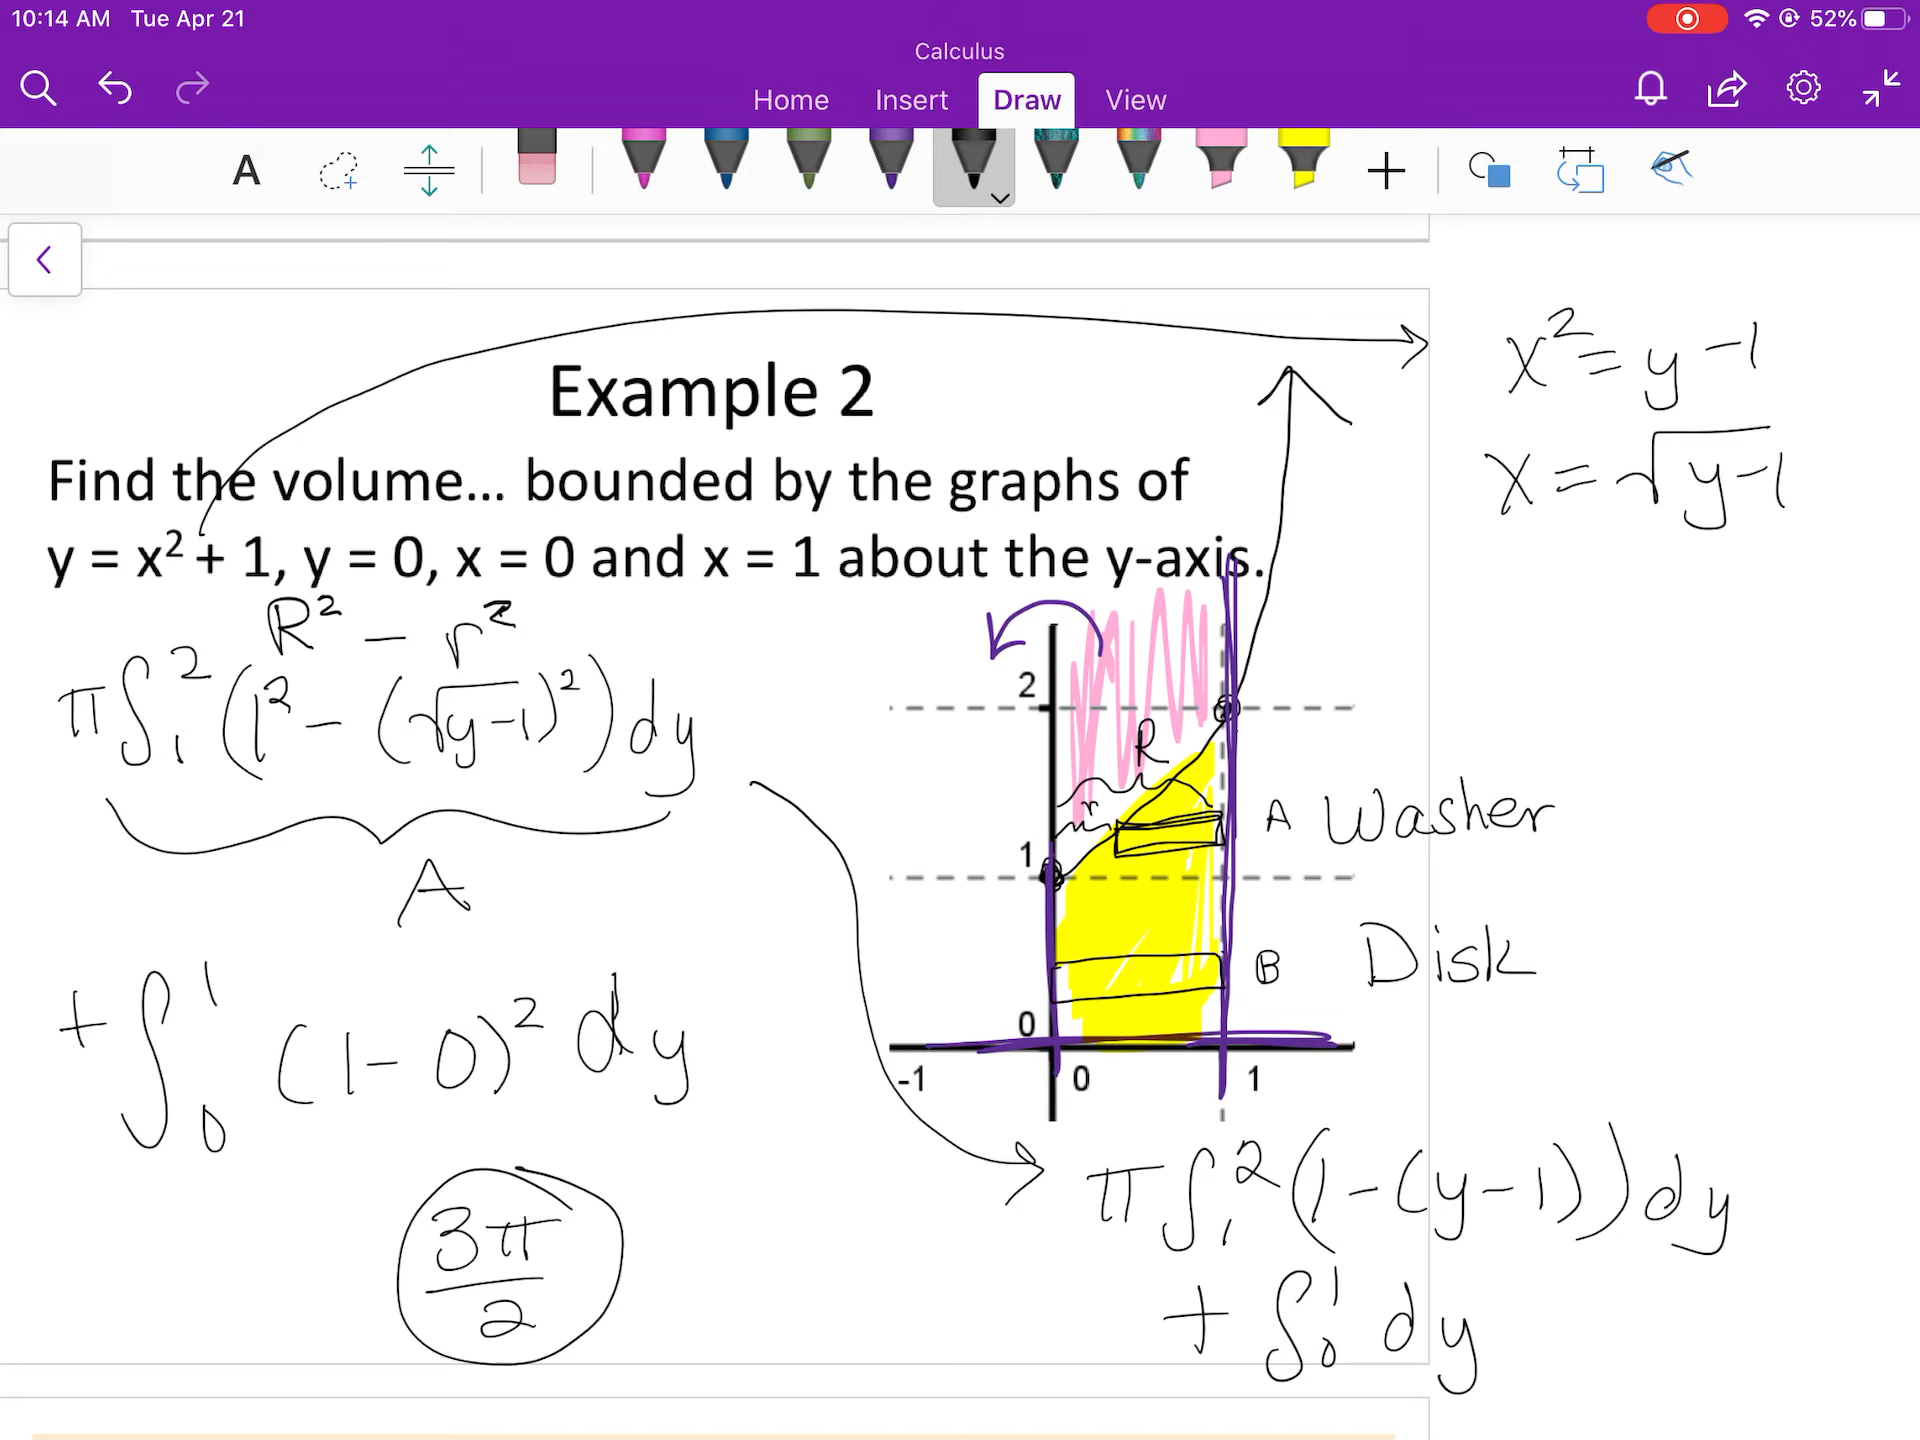 10:14 AM Tue Apr 21
52%
Calculus
Home Insert Draw View
A
Example 2
Find the volume... bounded by the graphs of
y = x² + 1, y = 0, x = 0 and x = 1 about the y-axis.
x² = y - 1
x = √(y-1)
R² - r²
π∫₁² (1² - (√(y-1))²) dy
A
+ ∫₀¹ (1 - 0)² dy
3π/2
2
R
r
1
0
-1 0 1
A Washer
B Disk
π∫₁² (1 - (y - 1)) dy
+ ∫₀¹ dy